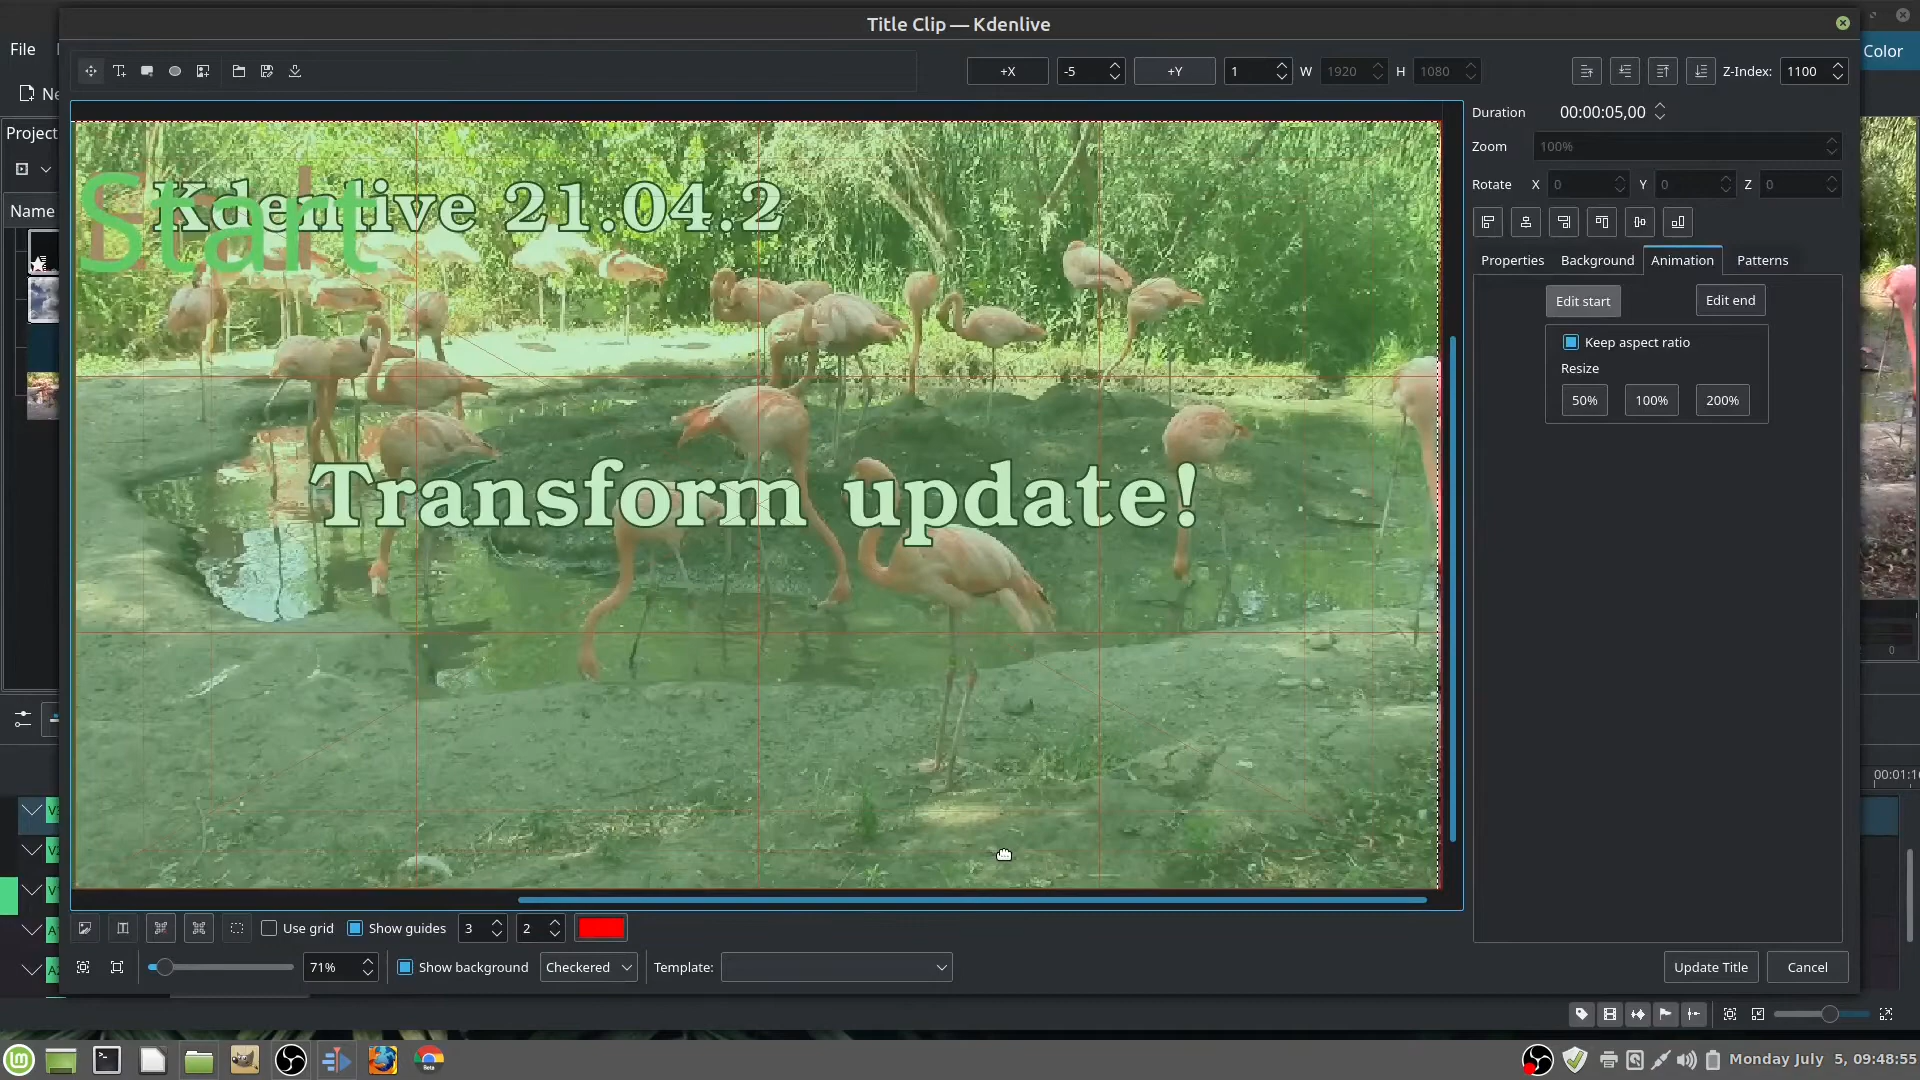 Title Clip — Kdenlive
File
Color
+X
-5
+Y
1
W
1920
H
1080
Z-Index:
1100
Duration
00:00:05,00
Zoom
100%
Rotate
X
0
Y
0
Z
0
Project
Name
Start
Kdenlive 21.04.2
Properties
Background
Animation
Patterns
Edit start
Edit end
Keep aspect ratio
Resize
50%
100%
200%
Transform update!
0
Use grid
Show guides
3
2
71%
Show background
Checkered
Template:
Update Title
Cancel
Monday July 5, 09:48:55